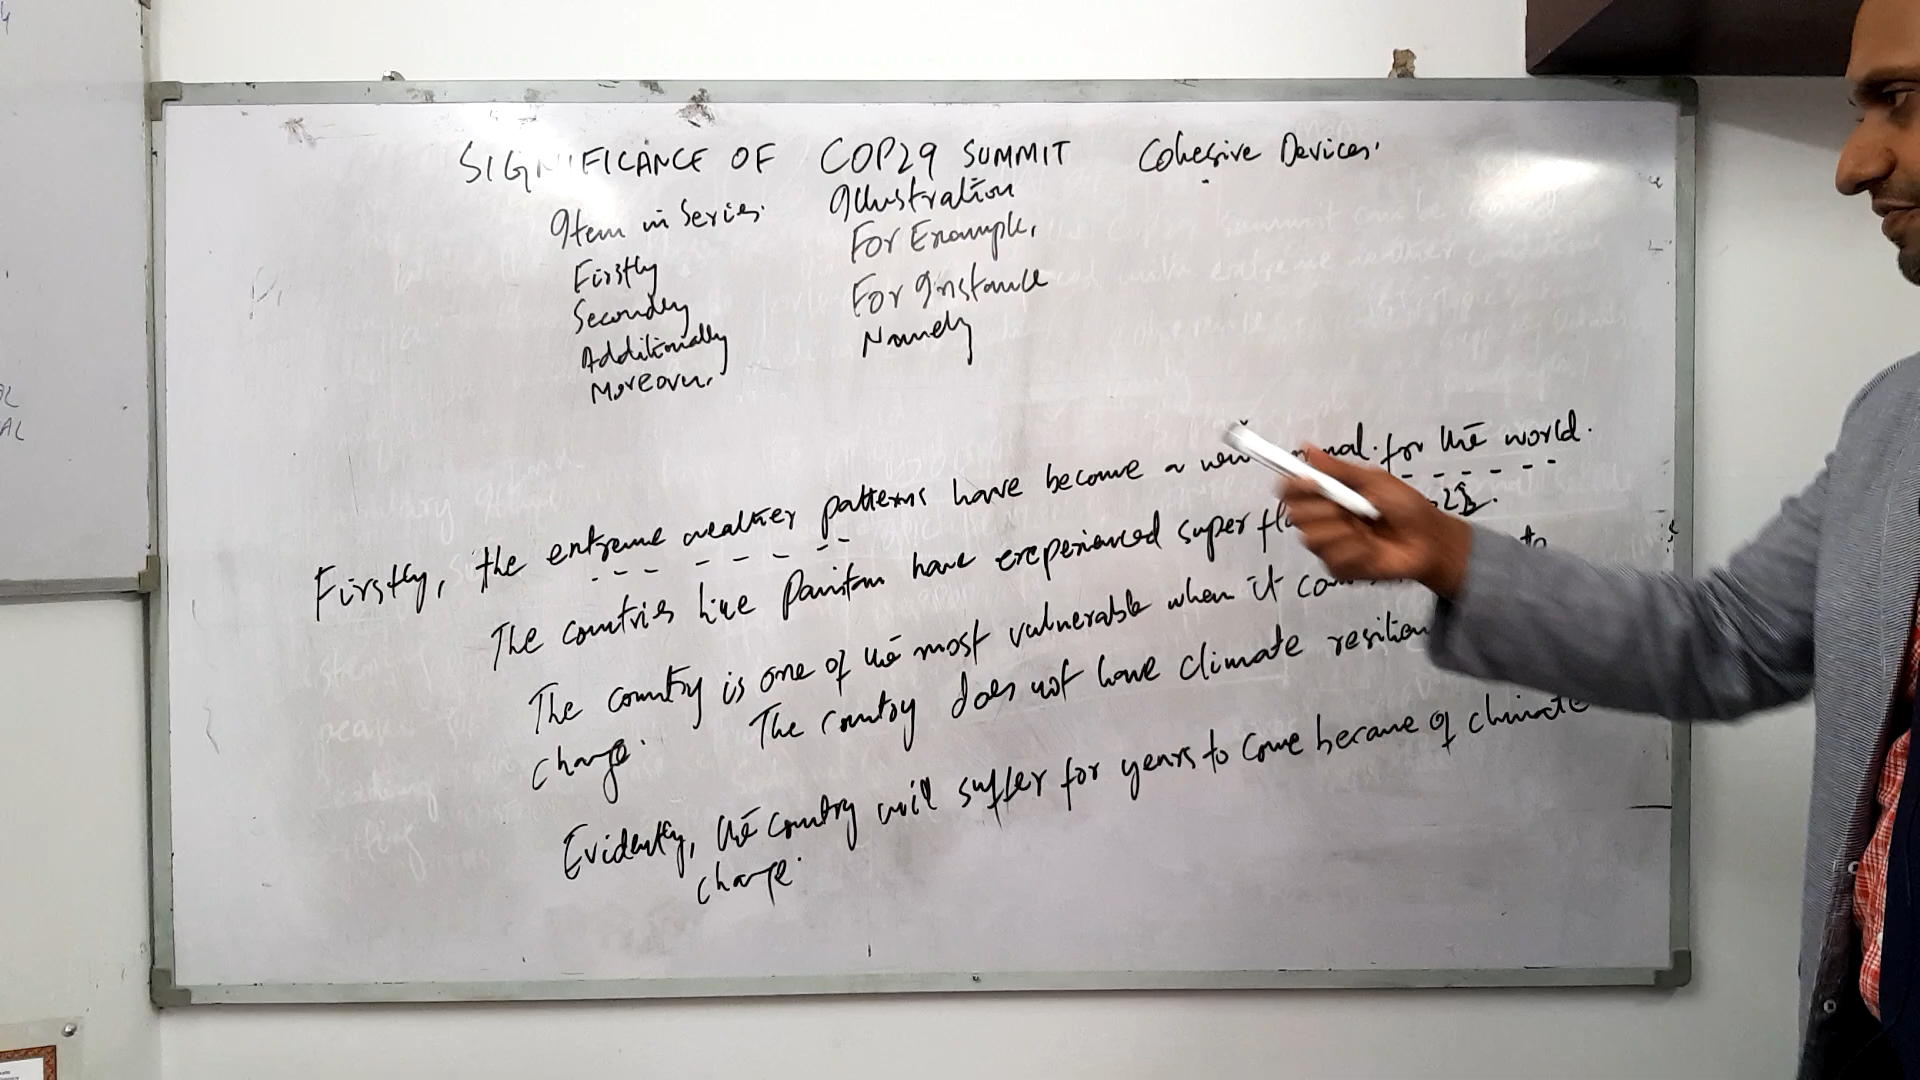 SIGNIFICANCE OF COP29 SUMMIT Cohesive Devices.
Item in Series. Illustration
Firstly For Example,
Secondly For Instance
Additionally Namely
Moreover,
Firstly, the extreme weather patterns have become a new normal. for the world.
The countries like Pakistan have experienced super
The country is one of the most vulnerable when it to
change. The country does not have climate
Evidently, the country will suffer for years to come because of climate
change.